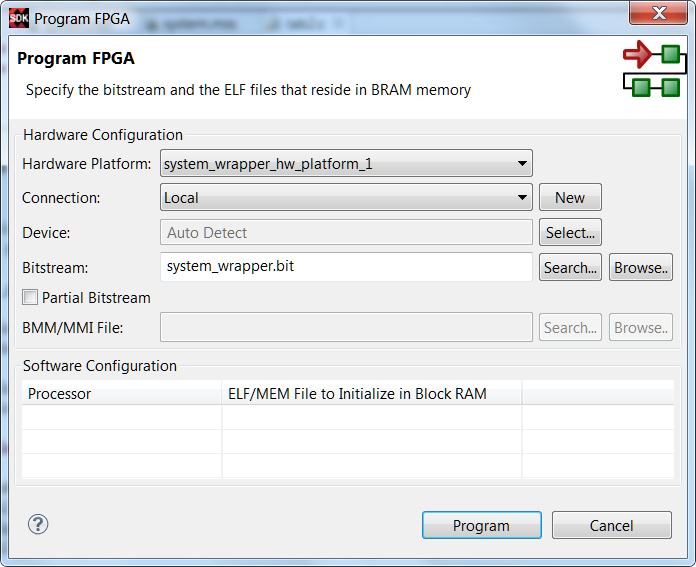 SDK Program FPGA
Program FPGA
Specify the bitstream and the ELF files that reside in BRAM memory
Hardware Configuration
Hardware Platform: system_wrapper_hw_platform_1
Connection: Local New
Device: Auto Detect Select...
Bitstream: system_wrapper.bit Search... Browse..
Partial Bitstream
BMM/MMI File: Search... Browse..
Software Configuration
Processor ELF/MEM File to Initialize in Block RAM
? Program Cancel